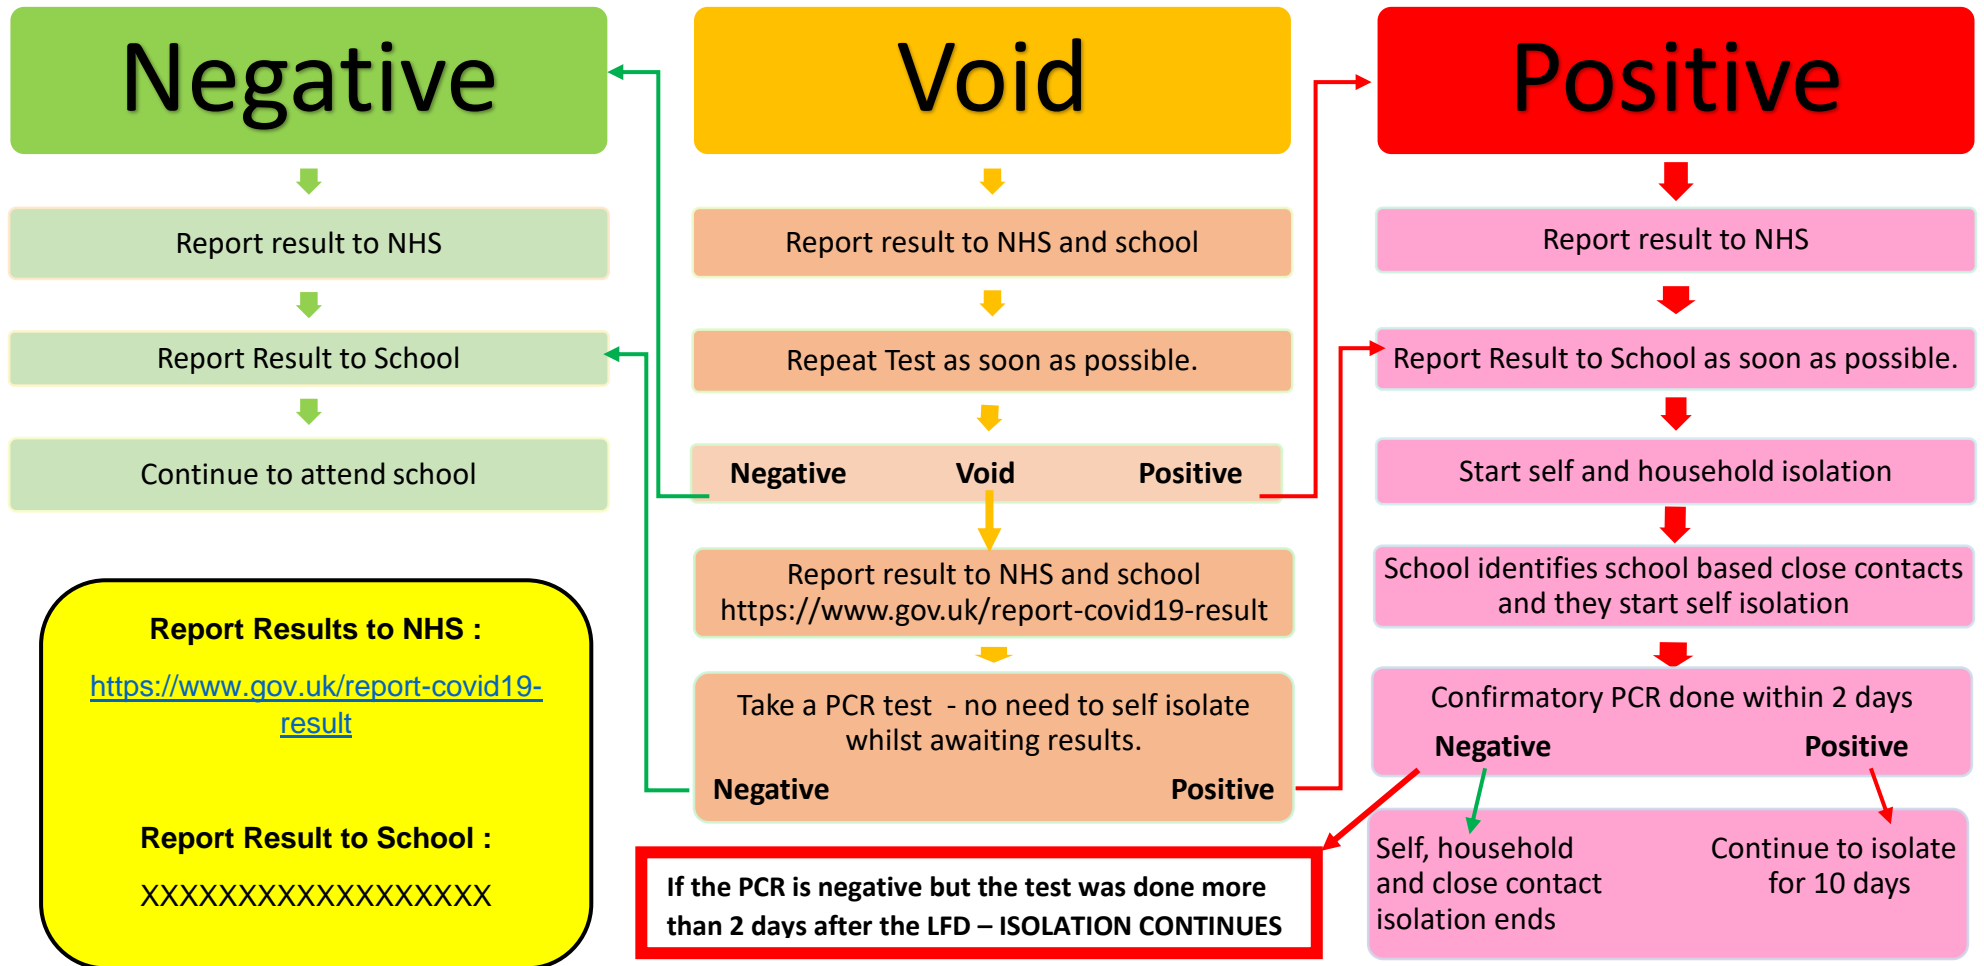 Negative
Report result to NHS
Report Result to School
Continue to attend school
Report Results to NHS :
https://www.gov.uk/report-covid19-
result
Report Result to School :
XXXXXXXXXXXXXXXXXX
Void
Report result to NHS and school
Repeat Test as soon as possible.
Negative Void Positive
Report result to NHS and school
https://www.gov.uk/report-covid19-result
Take a PCR test - no need to self isolate
whilst awaiting results.
Negative Positive
If the PCR is negative but the test was done more
than 2 days after the LFD – ISOLATION CONTINUES
Positive
Report result to NHS
Report Result to School as soon as possible.
Start self and household isolation
School identifies school based close contacts
and they start self isolation
Confirmatory PCR done within 2 days
Negative Positive
Self, household
and close contact
isolation ends
Continue to isolate
for 10 days